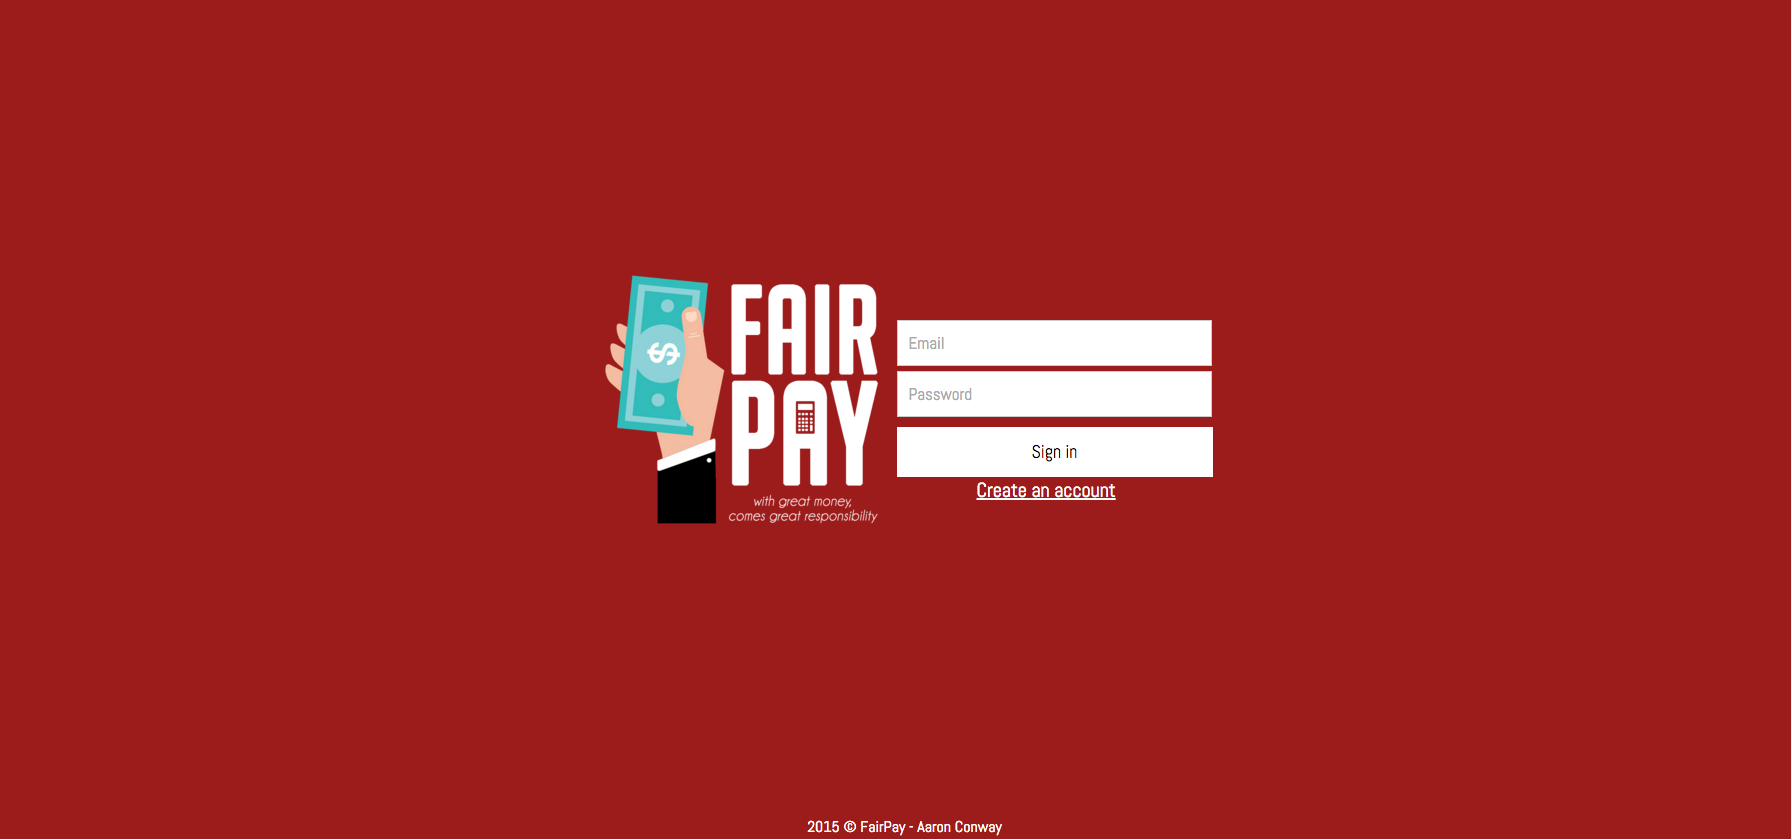 FAIR
PAY
with great money,
comes great responsibility
Email
Password
Sign in
Create an account
2015 © FairPay - Aaron Conway